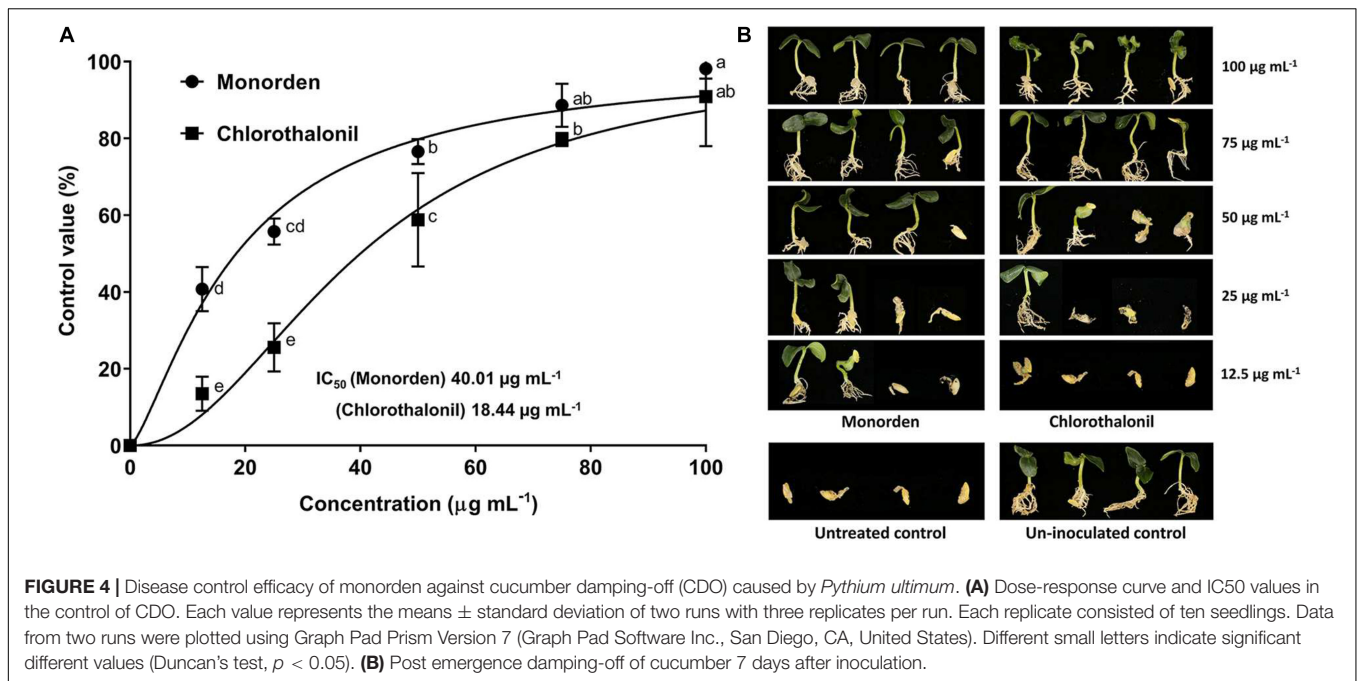 A
Control value (%)
100
80
60
40
20
0
Monorden
Chlorothalonil
a
ab
ab
b
b
c
cd
d
e
e
IC50 (Monorden) 40.01 µg mL-1
(Chlorothalonil) 18.44 µg mL-1
0 20 40 60 80 100
Concentration (µg mL-1)
B
100 µg mL-1
75 µg mL-1
50 µg mL-1
25 µg mL-1
12.5 µg mL-1
Monorden Chlorothalonil
Untreated control Un-inoculated control
FIGURE 4 | Disease control efficacy of monorden against cucumber damping-off (CDO) caused by Pythium ultimum. (A) Dose-response curve and IC50 values in
the control of CDO. Each value represents the means ± standard deviation of two runs with three replicates per run. Each replicate consisted of ten seedlings. Data
from two runs were plotted using Graph Pad Prism Version 7 (Graph Pad Software Inc., San Diego, CA, United States). Different small letters indicate significant
different values (Duncan's test, p < 0.05). (B) Post emergence damping-off of cucumber 7 days after inoculation.